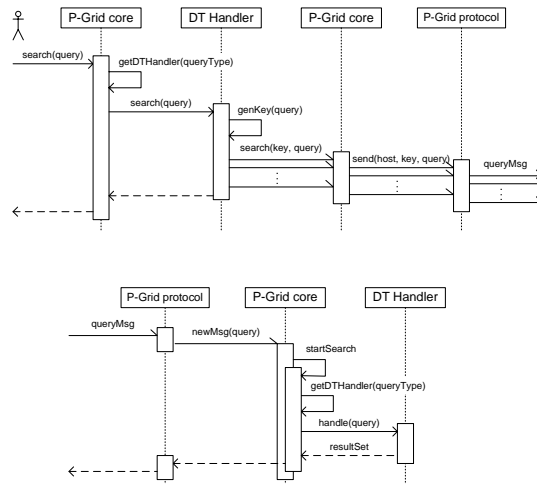 P-Grid core
DT Handler
P-Grid core
P-Grid protocol
search(query)
getDTHandler(queryType)
search(query)
genKey(query)
search(key, query)
send(host, key, query)
queryMsg
P-Grid protocol
P-Grid core
DT Handler
queryMsg
newMsg(query)
startSearch
getDTHandler(queryType)
handle(query)
resultSet